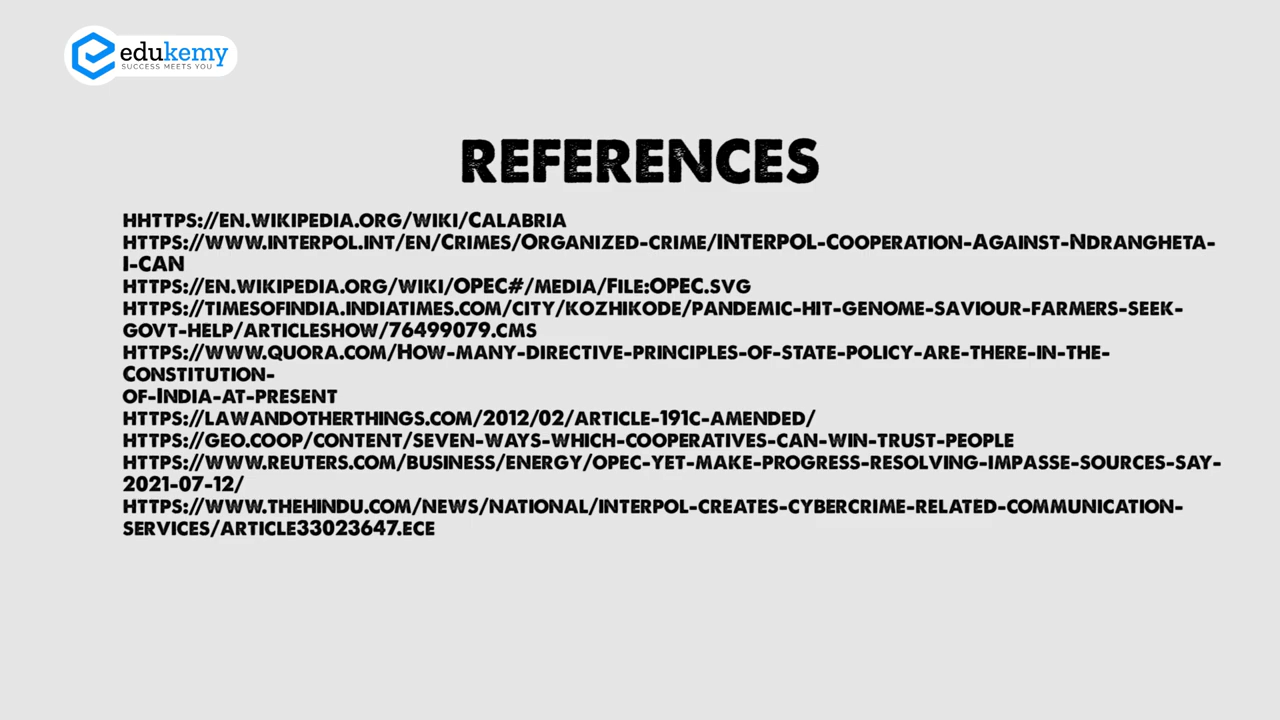 edukemy
SUCCESS MEETS YOU
REFERENCES
HHTTPS://EN.WIKIPEDIA.ORG/WIKI/CALABRIA
HTTPS://WWW.INTERPOL.INT/EN/CRIMES/ORGANIZED-CRIME/INTERPOL-COOPERATION-AGAINST-NDRANGHETA-
I-CAN
HTTPS://EN.WIKIPEDIA.ORG/WIKI/OPEC#/MEDIA/FILE:OPEC.SVG
HTTPS://TIMESOFINDIA.INDIATIMES.COM/CITY/KOZHIKODE/PANDEMIC-HIT-GENOME-SAVIOUR-FARMERS-SEEK-
GOVT-HELP/ARTICLESHOW/76499079.CMS
HTTPS://WWW.QUORA.COM/HOW-MANY-DIRECTIVE-PRINCIPLES-OF-STATE-POLICY-ARE-THERE-IN-THE-
CONSTITUTION-
OF-INDIA-AT-PRESENT
HTTPS://LAWANDOTHERTHINGS.COM/2012/02/ARTICLE-191C-AMENDED/
HTTPS://GEO.COOP/CONTENT/SEVEN-WAYS-WHICH-COOPERATIVES-CAN-WIN-TRUST-PEOPLE
HTTPS://WWW.REUTERS.COM/BUSINESS/ENERGY/OPEC-YET-MAKE-PROGRESS-RESOLVING-IMPASSE-SOURCES-SAY-
2021-07-12/
HTTPS://WWW.THEHINDU.COM/NEWS/NATIONAL/INTERPOL-CREATES-CYBERCRIME-RELATED-COMMUNICATION-
SERVICES/ARTICLE33023647.ECE